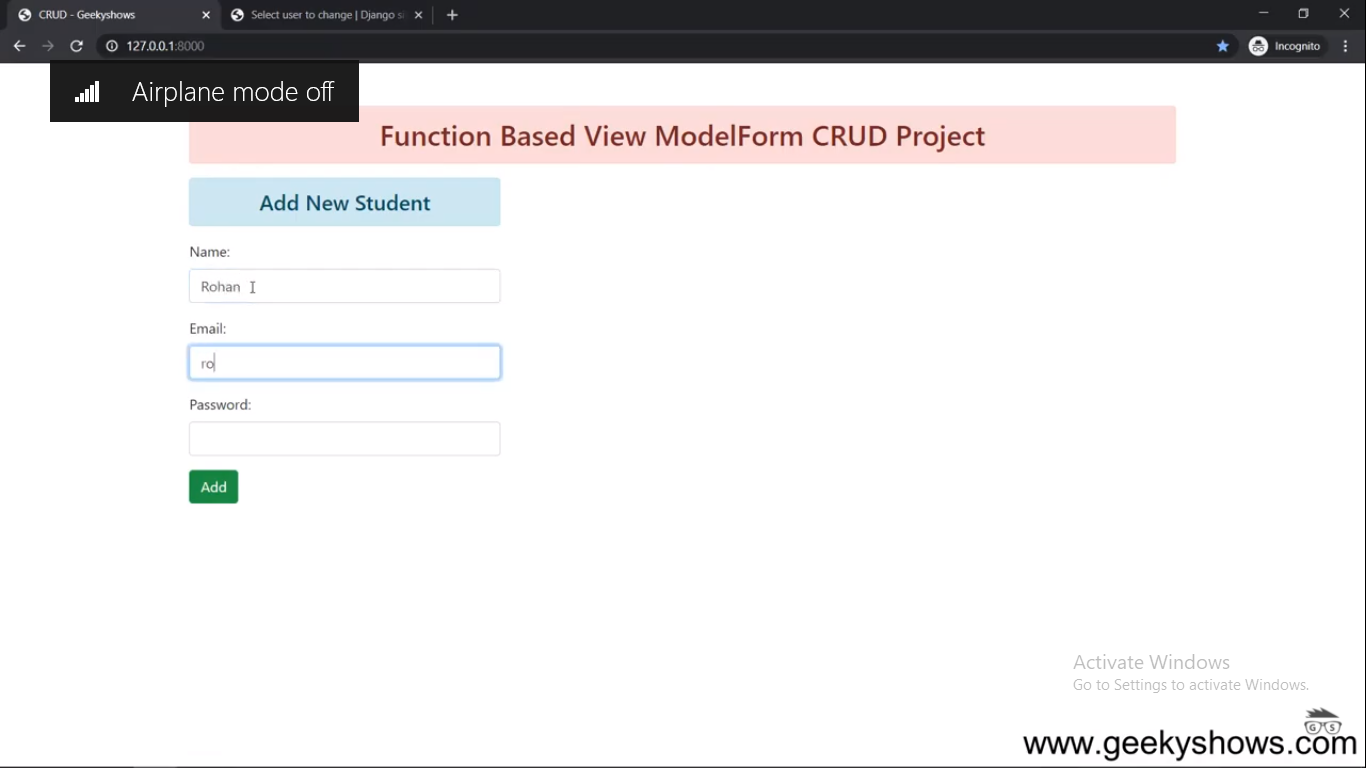 CRUD - Geekyshows
Select user to change | Django si
127.0.0.1:8000
Incognito
Airplane mode off
Function Based View ModelForm CRUD Project
Add New Student
Name:
Rohan
Email:
ro
Password:
Add
Activate Windows
Go to Settings to activate Windows.
G S
www.geekyshows.com